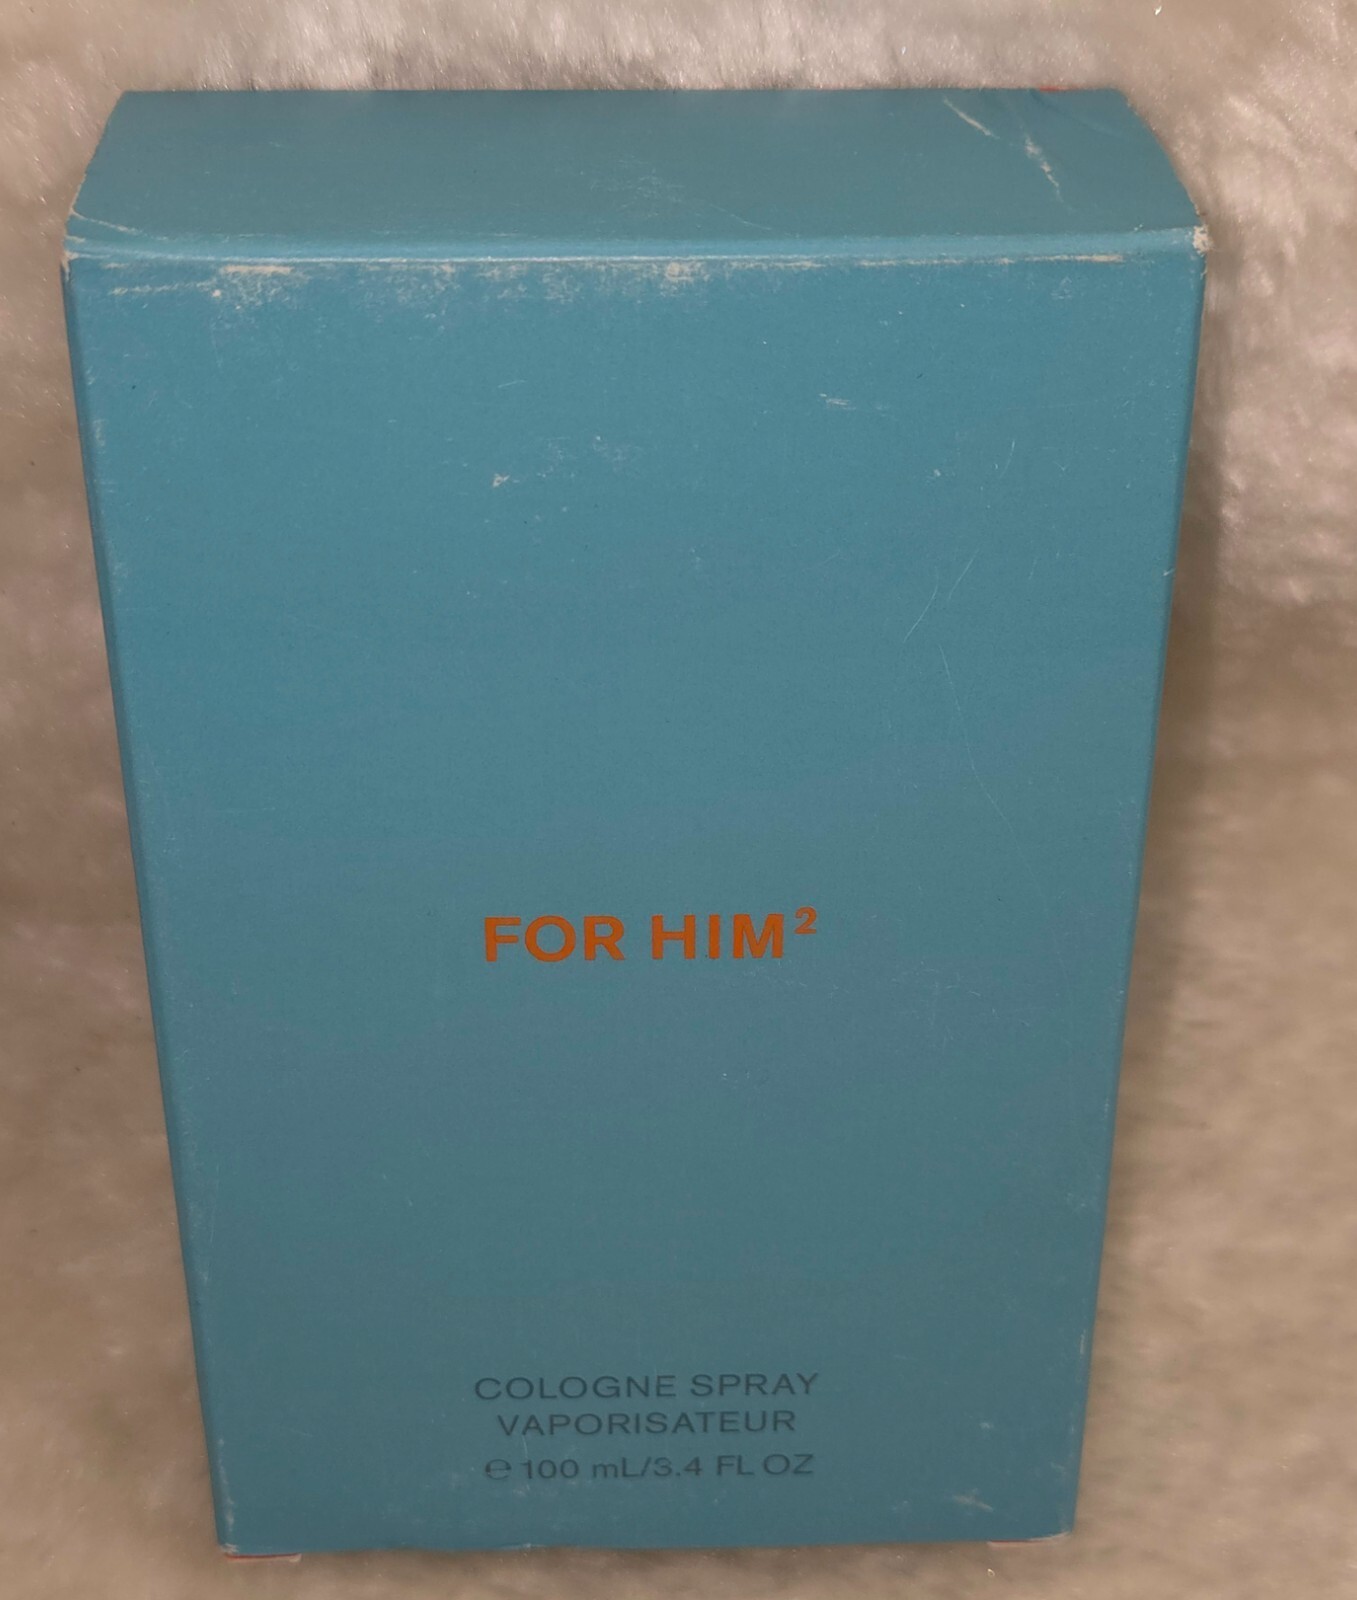 FOR HIM²
COLOGNE SPRAY
VAPORISATEUR
℮ 100 mL/3.4 FL OZ